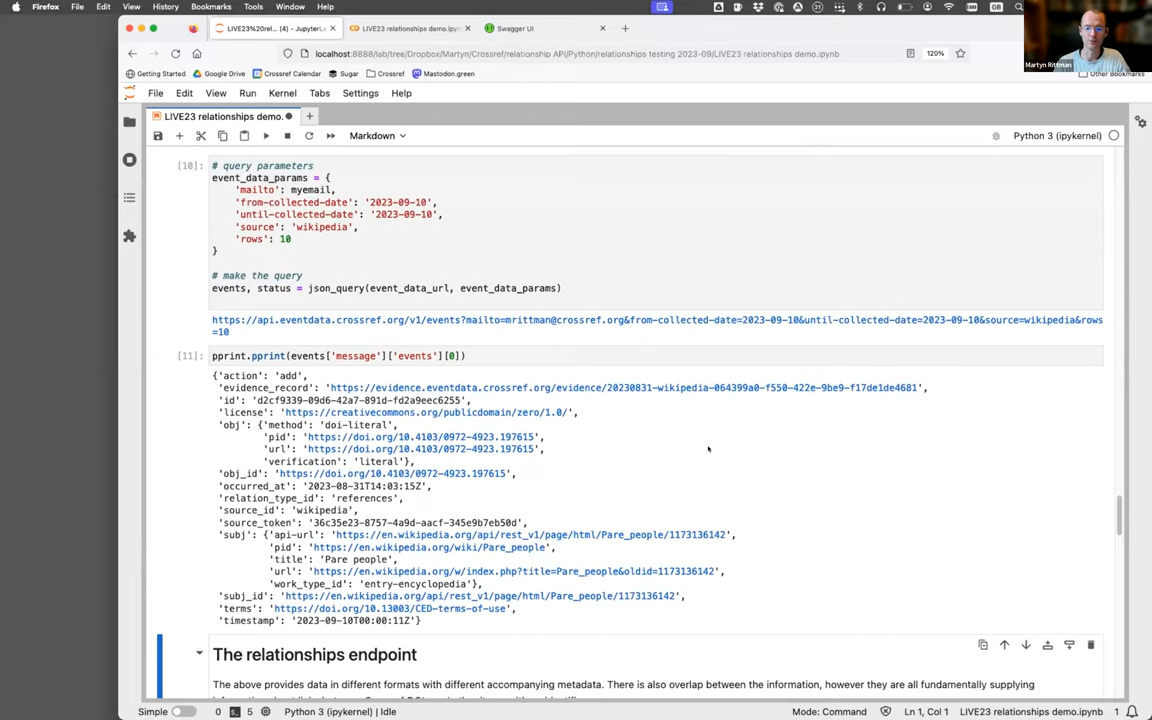 Firefox File Edit View History Bookmarks Tools Window Help
LIVE23%20rel... (4) - JupyterL
LIVE23 relationships demo.ipyn
Swagger UI
localhost:8888/lab/tree/Dropbox/Martyn/Crossref/relationship API/Python/relationships testing 2023-09/LIVE23 relationships demo.ipynb
120%
Martyn Rittman
Getting Started Google Drive Crossref Calendar Sugar Crossref Mastodon.green
Other Bookmarks
File Edit View Run Kernel Tabs Settings Help
LIVE23 relationships demo.
Markdown
Python 3 (ipykernel)
[10]: # query parameters
event_data_params = {
'mailto': myemail,
'from-collected-date': '2023-09-10',
'until-collected-date': '2023-09-10',
'source': 'wikipedia',
'rows': 10
}
# make the query
events, status = json_query(event_data_url, event_data_params)
https://api.eventdata.crossref.org/v1/events?mailto=mrittman@crossref.org&from-collected-date=2023-09-10&until-collected-date=2023-09-10&source=wikipedia&rows
=10
[11]: pprint.pprint(events['message']['events'][0])
{'action': 'add',
'evidence_record': 'https://evidence.eventdata.crossref.org/evidence/20230831-wikipedia-064399a0-f550-422e-9be9-f17de1de4681',
'id': 'd2cf9339-09d6-42a7-891d-fd2a9eec6255',
'license': 'https://creativecommons.org/publicdomain/zero/1.0/',
'obj': {'method': 'doi-literal',
'pid': 'https://doi.org/10.4103/0972-4923.197615',
'url': 'https://doi.org/10.4103/0972-4923.197615',
'verification': 'literal'},
'obj_id': 'https://doi.org/10.4103/0972-4923.197615',
'occurred_at': '2023-08-31T14:03:15Z',
'relation_type_id': 'references',
'source_id': 'wikipedia',
'source_token': '36c35e23-8757-4a9d-aacf-345e9b7eb50d',
'subj': {'api-url': 'https://en.wikipedia.org/api/rest_v1/page/html/Pare_people/1173136142',
'pid': 'https://en.wikipedia.org/wiki/Pare_people',
'title': 'Pare people',
'url': 'https://en.wikipedia.org/w/index.php?title=Pare_people&oldid=1173136142',
'work_type_id': 'entry-encyclopedia'},
'subj_id': 'https://en.wikipedia.org/api/rest_v1/page/html/Pare_people/1173136142',
'terms': 'https://doi.org/10.13003/CED-terms-of-use',
'timestamp': '2023-09-10T00:00:11Z'}
The relationships endpoint
The above provides data in different formats with different accompanying metadata. There is also overlap between the information, however they are all fundamentally supplying
Simple 0 5 Python 3 (ipykernel) | Idle Mode: Command Ln 1, Col 1 LIVE23 relationships demo.ipynb 1